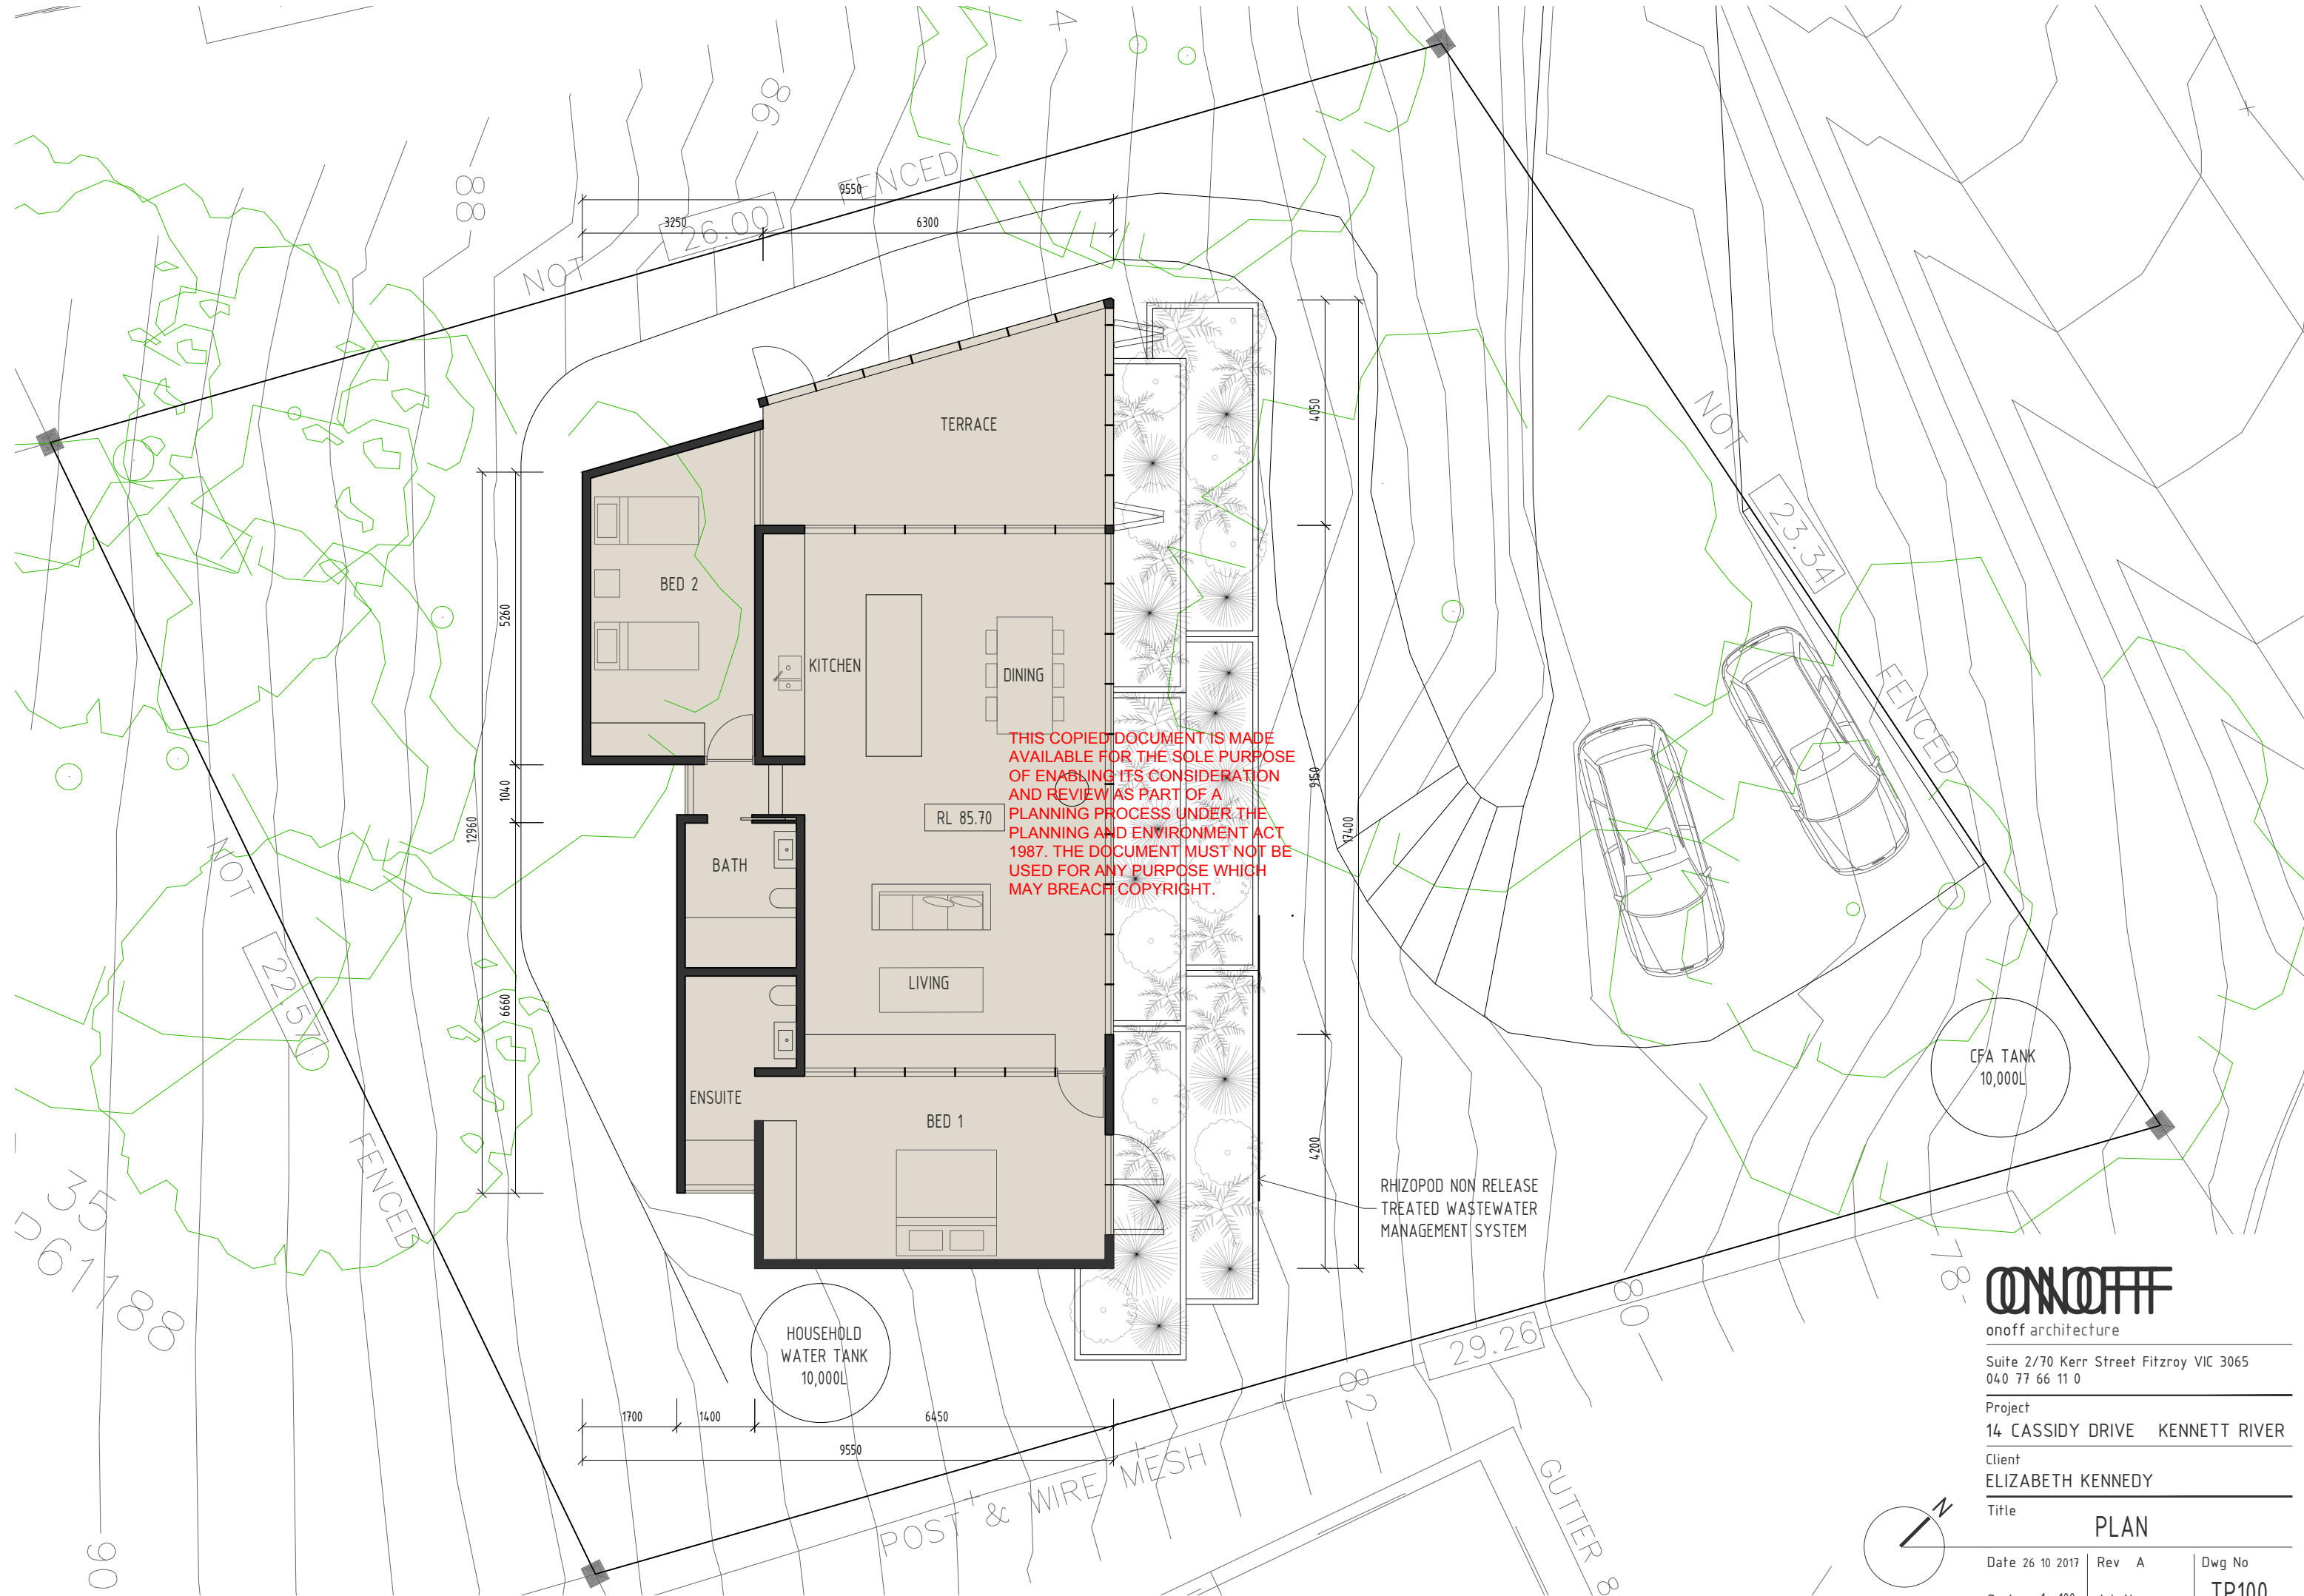 4
86
88
FENCED
9550
3250
6300
26.00
NOT
TERRACE
4050
NOT
23.34
FENCED
BED 2
5260
KITCHEN
DINING
1040
12960
THIS COPIED DOCUMENT IS MADE
AVAILABLE FOR THE SOLE PURPOSE
OF ENABLING ITS CONSIDERATION
AND REVIEW AS PART OF A
PLANNING PROCESS UNDER THE
PLANNING AND ENVIRONMENT ACT
1987. THE DOCUMENT MUST NOT BE
USED FOR ANY PURPOSE WHICH
MAY BREACH COPYRIGHT.
9150
17400
RL 85.70
BATH
NOT
22.57
6660
LIVING
ENSUITE
BED 1
4200
CFA TANK
10,000L
FENCED
35
P61188
RHIZOPOD NON RELEASE
TREATED WASTEWATER
MANAGEMENT SYSTEM
HOUSEHOLD
WATER TANK
10,000L
78
80
29.26
82
1700
1400
6450
9550
POST & WIRE MESH
GUTTER 8
90
ONNOFFF
onoff architecture
Suite 2/70 Kerr Street Fitzroy VIC 3065
040 77 66 11 0
Project
14 CASSIDY DRIVE KENNETT RIVER
Client
ELIZABETH KENNEDY
N
Title
PLAN
Date 26 10 2017
Rev A
Dwg No
TP100